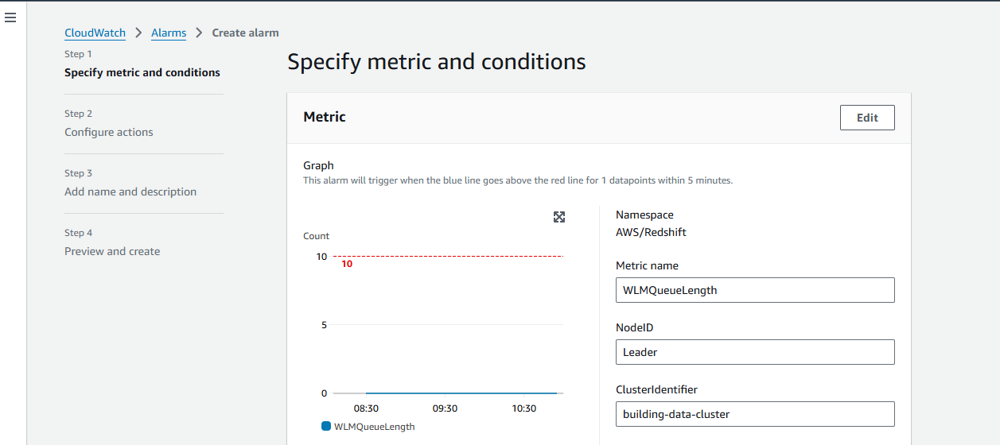 CloudWatch > Alarms > Create alarm
Step 1
Specify metric and conditions
Step 2
Configure actions
Step 3
Add name and description
Step 4
Preview and create
Specify metric and conditions
Metric
Edit
Graph
This alarm will trigger when the blue line goes above the red line for 1 datapoints within 5 minutes.
Count
10
10
5
0
08:30 09:30 10:30
WLMQueueLength
Namespace
AWS/Redshift
Metric name
WLMQueueLength
NodeID
Leader
ClusterIdentifier
building-data-cluster